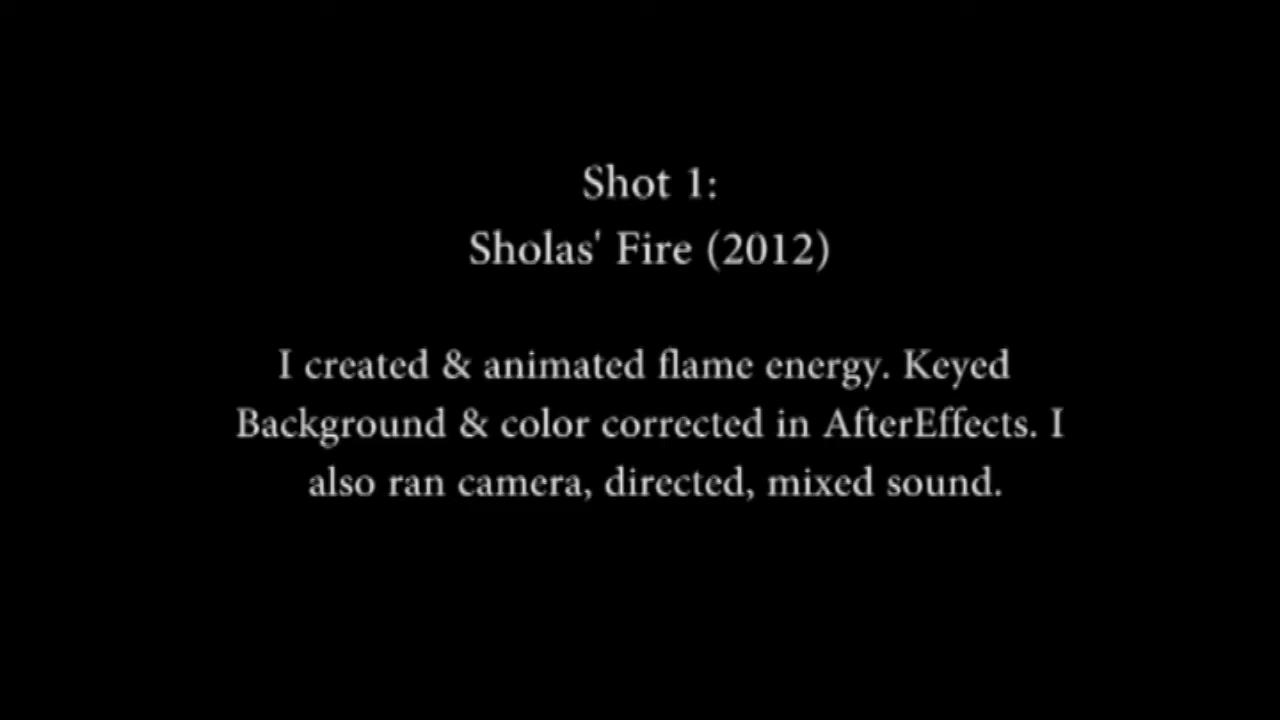 Shot 1:
Sholas' Fire (2012)
I created & animated flame energy. Keyed
Background & color corrected in AfterEffects. I
also ran camera, directed, mixed sound.